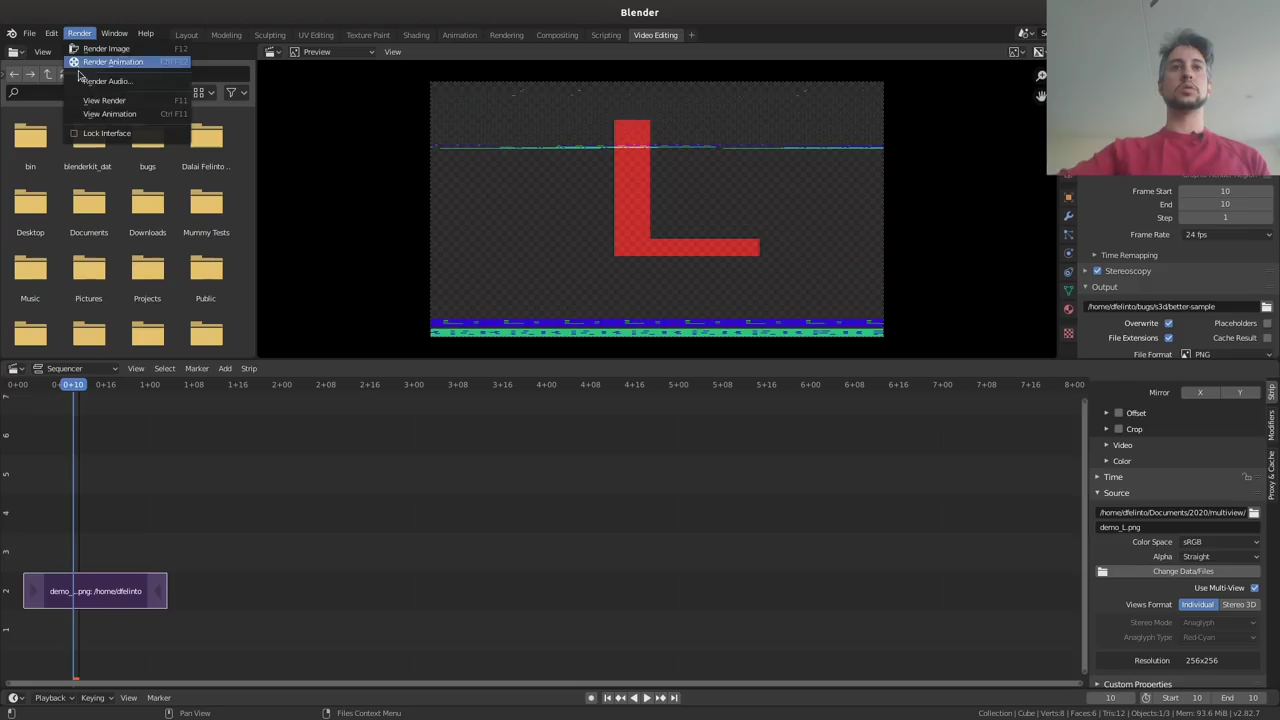 Blender
File Edit Render Window Help
Layout Modeling Sculpting UV Editing Texture Paint Shading Animation Rendering Compositing Scripting Video Editing +
View
Preview View
Render Image F12
Render Animation
Render Audio...
View Render F11
View Animation Ctrl F11
Lock Interface
bin blenderkit_dat bugs Dalai Felinto ..
Desktop Documents Downloads Mummy Tests
Music Pictures Projects Public
Frame Start 10
End 10
Step 1
Frame Rate 24 fps
Time Remapping
Stereoscopy
Output
/home/dfelinto/bugs/s3d/better-sample
Overwrite Placeholders
File Extensions Cache Result
File Format PNG
Sequencer View Select Marker Add Strip
0+00 0+10 0+16 1+00 1+08 1+16 2+00 2+08 2+16 3+00 3+08 3+16 4+00 4+08 4+16 5+00 5+08 5+16 6+00 6+08 6+16 7+00 7+16 8+00
7
6
5
4
3
2
1
demo_L.png: /home/dfelinto
Mirror X Y
Offset
Crop
Video
Color
Time
Source
/home/dfelinto/Documents/2020/multiview/
demo_L.png
Color Space sRGB
Alpha Straight
Change Data/Files
Use Multi-View
Views Format Individual Stereo 3D
Stereo Mode Anaglyph
Anaglyph Type Red-Cyan
Resolution 256x256
Custom Properties
Strip
Modifiers
Proxy & Cache
Playback Keying View Marker
10 Start 10 End 10
Pan View Files Context Menu
Collection | Cube | Verts:8 | Faces:6 | Tris:12 | Objects:1/3 | Mem: 93.6 MiB | v2.82.7